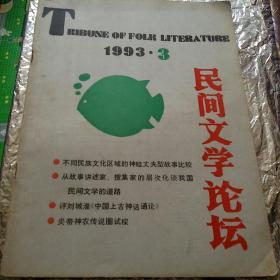 TRIBUNE OF FOLK LITERATURE
1993·3
民间文学论坛
• 不同民族文化区域的神蛙丈夫型故事比较
• 从故事讲述家、搜集家的层次化谈我国
民间文学的道路
• 评刘城淮《中国上古神话通论》
• 炎帝神农传说圈试探